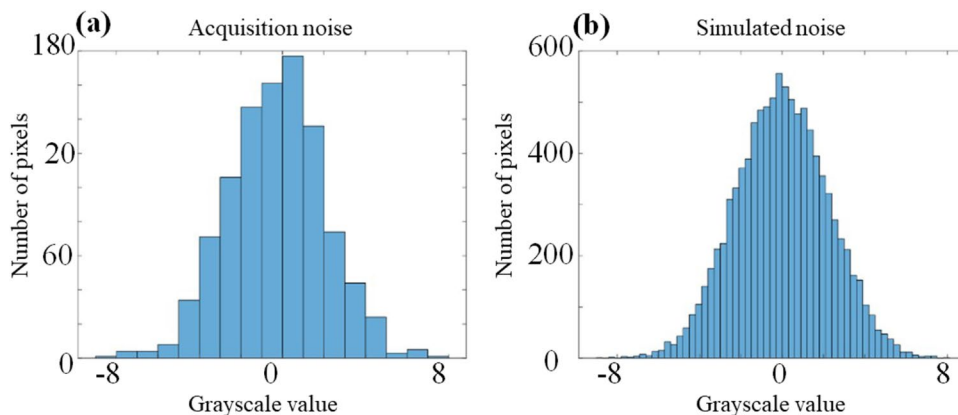 (a) Acquisition noise
180
20
60
0
Number of pixels
-8 0 8
Grayscale value
(b) Simulated noise
600
400
200
0
Number of pixels
-8 0 8
Grayscale value